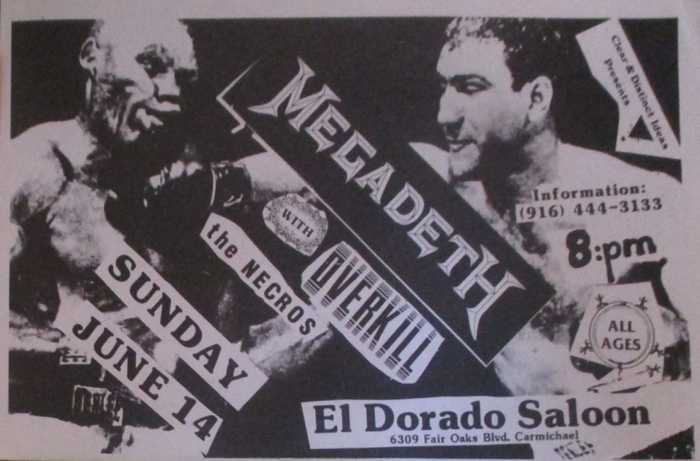 Clear & Distinct Ideas
Presents
MEGADETH
Information:
(916) 444-3133
WITH
the NECROS
OVERKILL
8:pm
ALL
AGES
SUNDAY
JUNE 14
El Dorado Saloon
6309 Fair Oaks Blvd. Carmichael